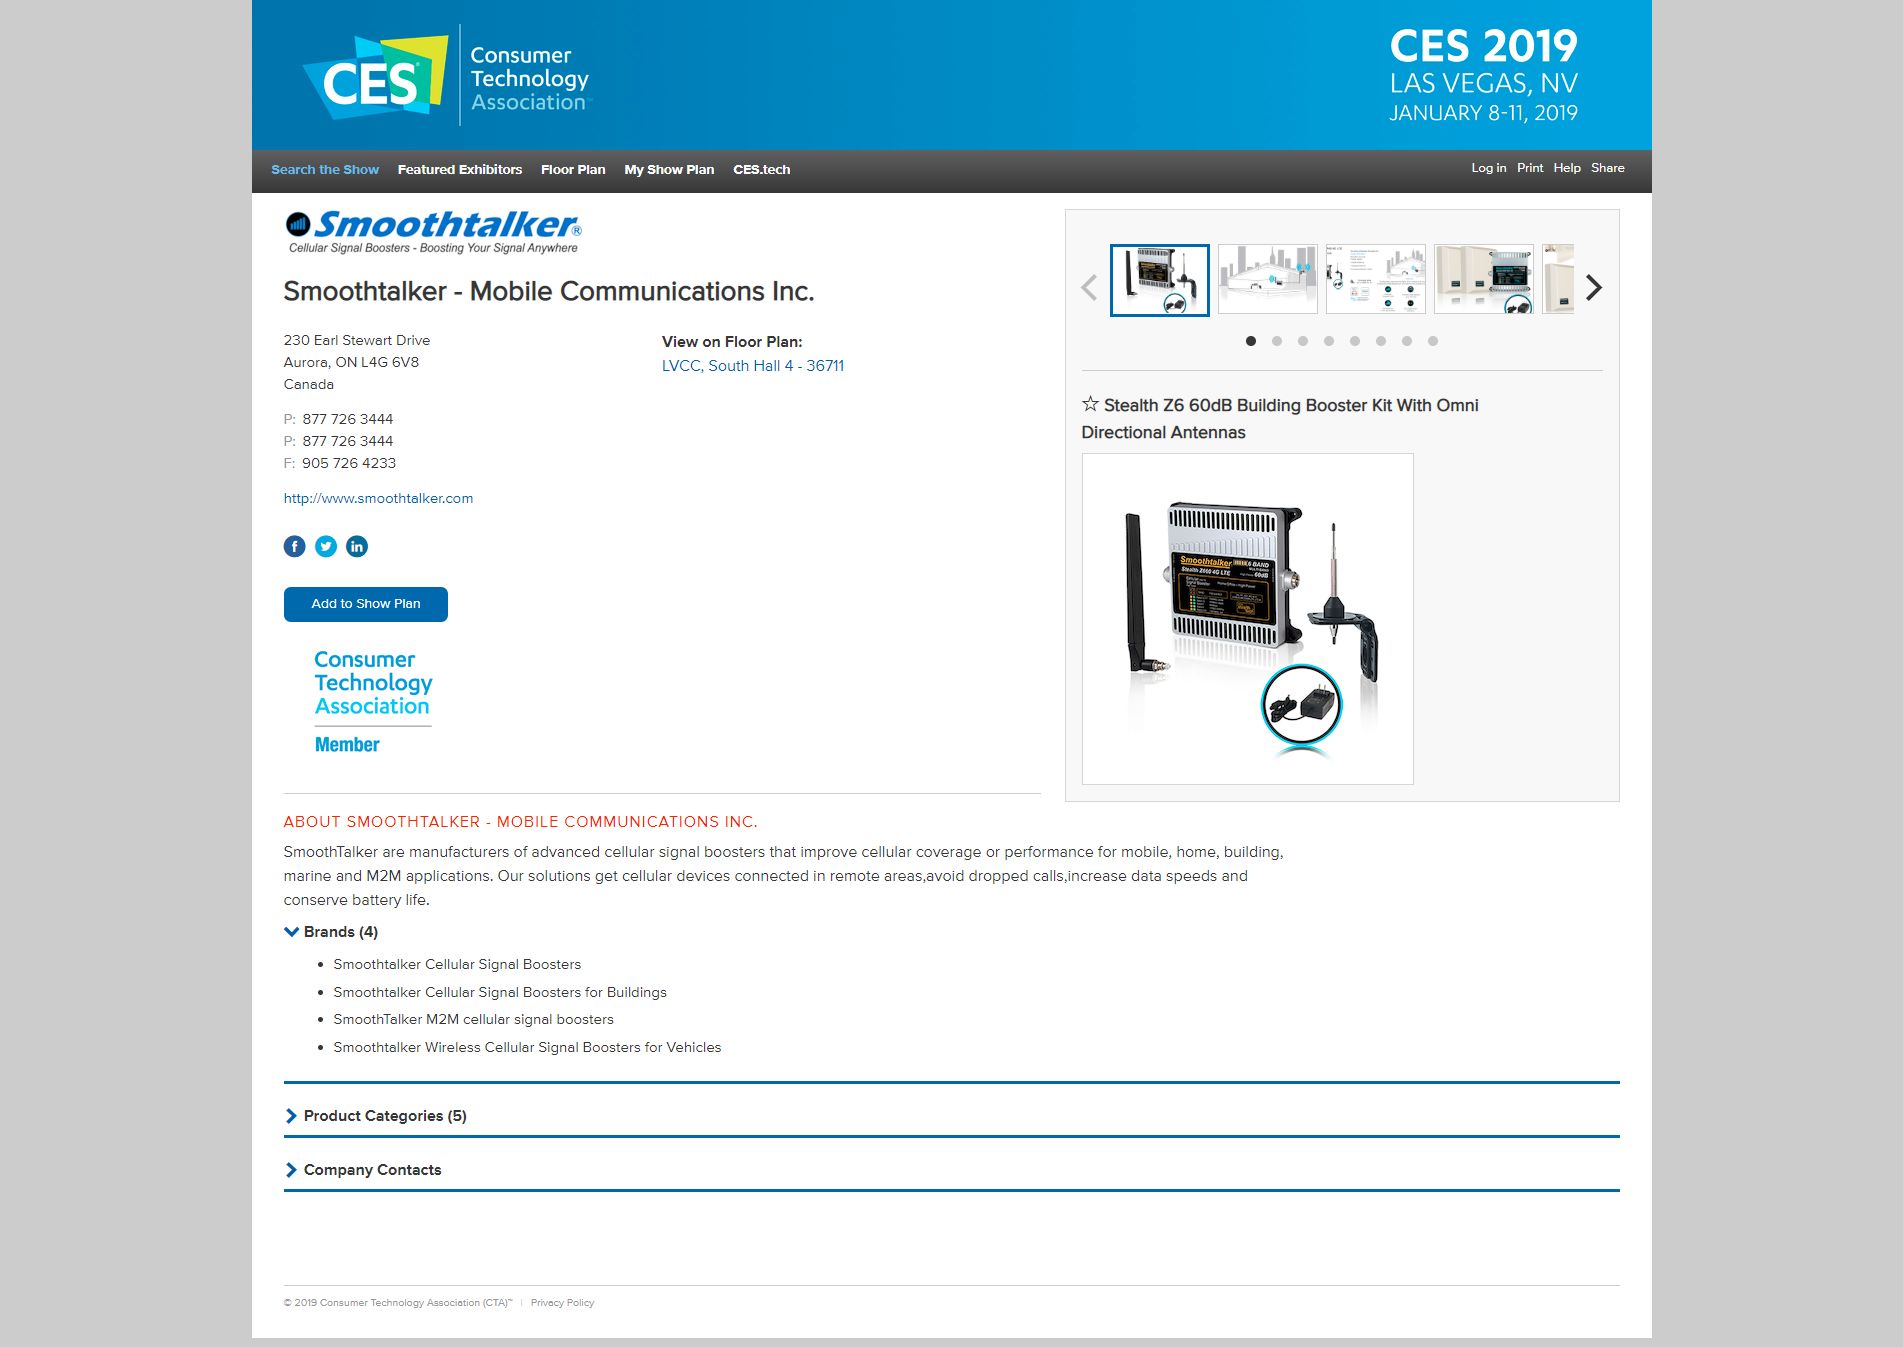 CES
Consumer
Technology
Association™
CES 2019
LAS VEGAS, NV
JANUARY 8-11, 2019
Search the Show Featured Exhibitors Floor Plan My Show Plan CES.tech
Log in Print Help Share
Smoothtalker®
Cellular Signal Boosters - Boosting Your Signal Anywhere
Smoothtalker - Mobile Communications Inc.
230 Earl Stewart Drive
Aurora, ON L4G 6V8
Canada
P: 877 726 3444
P: 877 726 3444
F: 905 726 4233
http://www.smoothtalker.com
View on Floor Plan:
LVCC, South Hall 4 - 36711
Add to Show Plan
Consumer
Technology
Association
Member
☆ Stealth Z6 60dB Building Booster Kit With Omni
Directional Antennas
Smoothtalker 6 BAND
Stealth Z660 4G LTE
60dB
ABOUT SMOOTHTALKER - MOBILE COMMUNICATIONS INC.
SmoothTalker are manufacturers of advanced cellular signal boosters that improve cellular coverage or performance for mobile, home, building,
marine and M2M applications. Our solutions get cellular devices connected in remote areas,avoid dropped calls,increase data speeds and
conserve battery life.
Brands (4)
• Smoothtalker Cellular Signal Boosters
• Smoothtalker Cellular Signal Boosters for Buildings
• SmoothTalker M2M cellular signal boosters
• Smoothtalker Wireless Cellular Signal Boosters for Vehicles
Product Categories (5)
Company Contacts
© 2019 Consumer Technology Association (CTA)™ | Privacy Policy